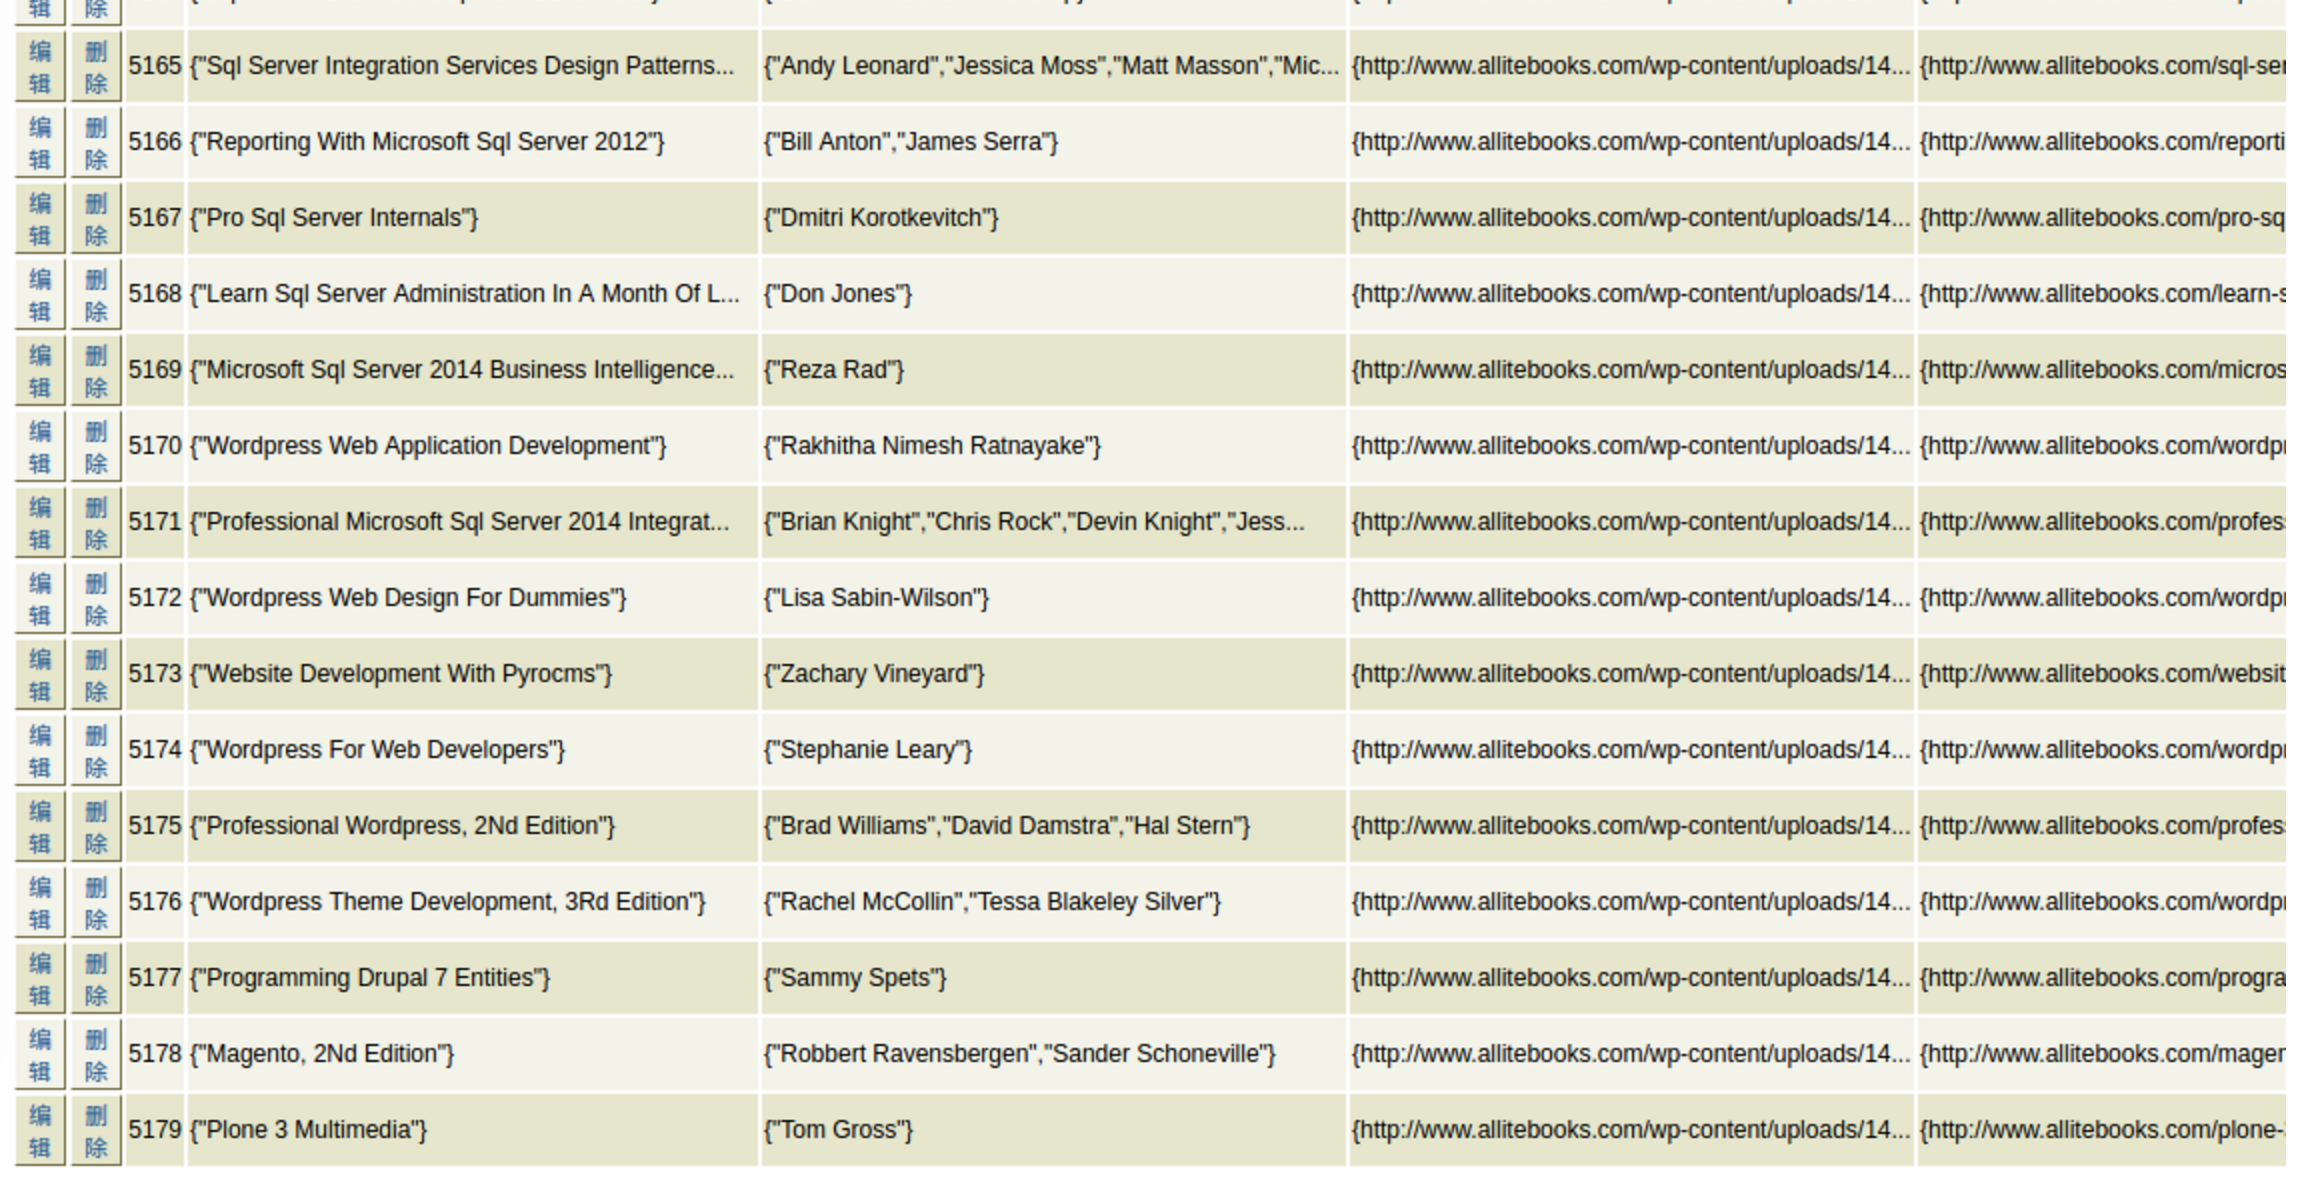 辑 除
编 删
辑 除 5165 {"Sql Server Integration Services Design Patterns... {"Andy Leonard","Jessica Moss","Matt Masson","Mic... {http://www.allitebooks.com/wp-content/uploads/14... {http://www.allitebooks.com/sql-ser
编 删
辑 除 5166 {"Reporting With Microsoft Sql Server 2012"} {"Bill Anton","James Serra"} {http://www.allitebooks.com/wp-content/uploads/14... {http://www.allitebooks.com/reporti
编 删
辑 除 5167 {"Pro Sql Server Internals"} {"Dmitri Korotkevitch"} {http://www.allitebooks.com/wp-content/uploads/14... {http://www.allitebooks.com/pro-sq
编 删
辑 除 5168 {"Learn Sql Server Administration In A Month Of L... {"Don Jones"} {http://www.allitebooks.com/wp-content/uploads/14... {http://www.allitebooks.com/learn-s
编 删
辑 除 5169 {"Microsoft Sql Server 2014 Business Intelligence... {"Reza Rad"} {http://www.allitebooks.com/wp-content/uploads/14... {http://www.allitebooks.com/micros
编 删
辑 除 5170 {"Wordpress Web Application Development"} {"Rakhitha Nimesh Ratnayake"} {http://www.allitebooks.com/wp-content/uploads/14... {http://www.allitebooks.com/wordpr
编 删
辑 除 5171 {"Professional Microsoft Sql Server 2014 Integrat... {"Brian Knight","Chris Rock","Devin Knight","Jess... {http://www.allitebooks.com/wp-content/uploads/14... {http://www.allitebooks.com/profes
编 删
辑 除 5172 {"Wordpress Web Design For Dummies"} {"Lisa Sabin-Wilson"} {http://www.allitebooks.com/wp-content/uploads/14... {http://www.allitebooks.com/wordpr
编 删
辑 除 5173 {"Website Development With Pyrocms"} {"Zachary Vineyard"} {http://www.allitebooks.com/wp-content/uploads/14... {http://www.allitebooks.com/websit
编 删
辑 除 5174 {"Wordpress For Web Developers"} {"Stephanie Leary"} {http://www.allitebooks.com/wp-content/uploads/14... {http://www.allitebooks.com/wordpr
编 删
辑 除 5175 {"Professional Wordpress, 2Nd Edition"} {"Brad Williams","David Damstra","Hal Stern"} {http://www.allitebooks.com/wp-content/uploads/14... {http://www.allitebooks.com/profes
编 删
辑 除 5176 {"Wordpress Theme Development, 3Rd Edition"} {"Rachel McCollin","Tessa Blakeley Silver"} {http://www.allitebooks.com/wp-content/uploads/14... {http://www.allitebooks.com/wordpr
编 删
辑 除 5177 {"Programming Drupal 7 Entities"} {"Sammy Spets"} {http://www.allitebooks.com/wp-content/uploads/14... {http://www.allitebooks.com/progra
编 删
辑 除 5178 {"Magento, 2Nd Edition"} {"Robbert Ravensbergen","Sander Schoneville"} {http://www.allitebooks.com/wp-content/uploads/14... {http://www.allitebooks.com/magen
编 删
辑 除 5179 {"Plone 3 Multimedia"} {"Tom Gross"} {http://www.allitebooks.com/wp-content/uploads/14... {http://www.allitebooks.com/plone-